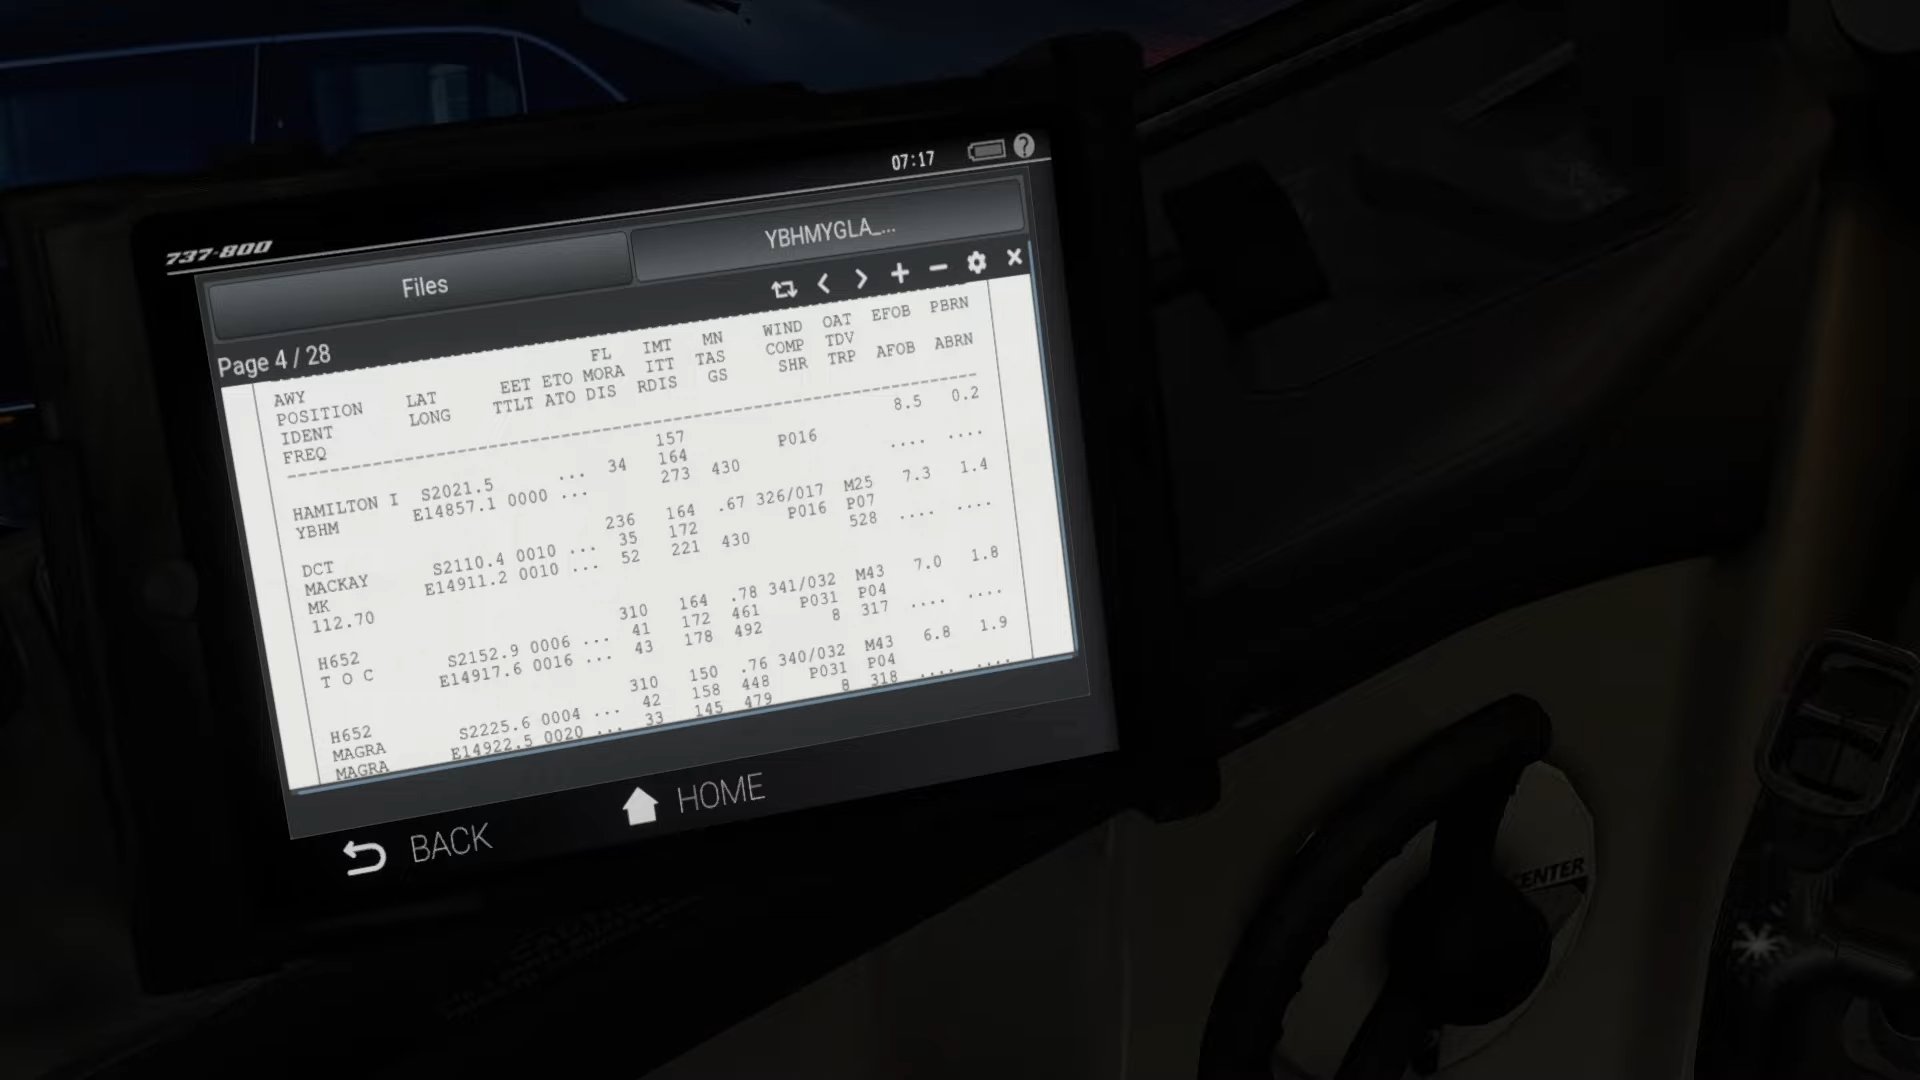 07:17
?
737-800
Files
YBHMYGLA_...
Page 4 / 28
AWY LAT EET ETO FL IMT MN WIND OAT EFOB PBRN
POSITION LONG TTLT ATO MORA ITT TAS COMP TDV AFOB ABRN
IDENT DIS RDIS GS SHR TRP
FREQ
157 P016 8.5 0.2
HAMILTON I S2021.5 ... 34 164 .... ....
YBHM E14857.1 0000 ... 273 430
DCT 236 164 .67 326/017 M25 7.3 1.4
MACKAY S2110.4 0010 ... 35 172 P016 P07
MK E14911.2 0010 ... 52 221 430 528 .... ....
112.70
H652 310 164 .78 341/032 M43 7.0 1.8
T O C S2152.9 0006 ... 41 172 461 P031 P04
E14917.6 0016 ... 43 178 492 8 317 .... ....
H652 310 150 .76 340/032 M43 6.8 1.9
MAGRA S2225.6 0004 ... 42 158 448 P031 P04
MAGRA E14922.5 0020 ... 33 145 479 8 318 .... ....
BACK
HOME
CENTER